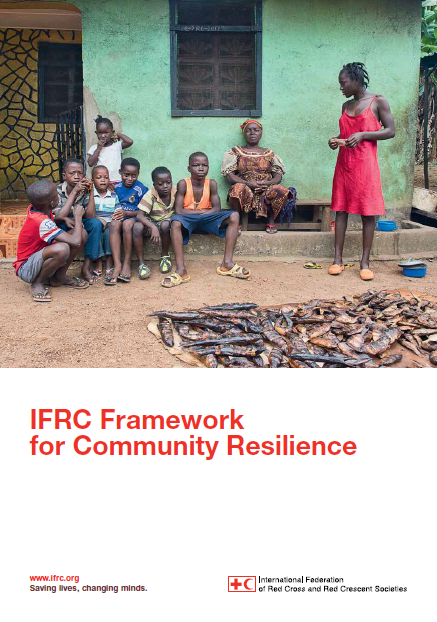 IFRC Framework
for Community Resilience
www.ifrc.org
Saving lives, changing minds.
International Federation
of Red Cross and Red Crescent Societies